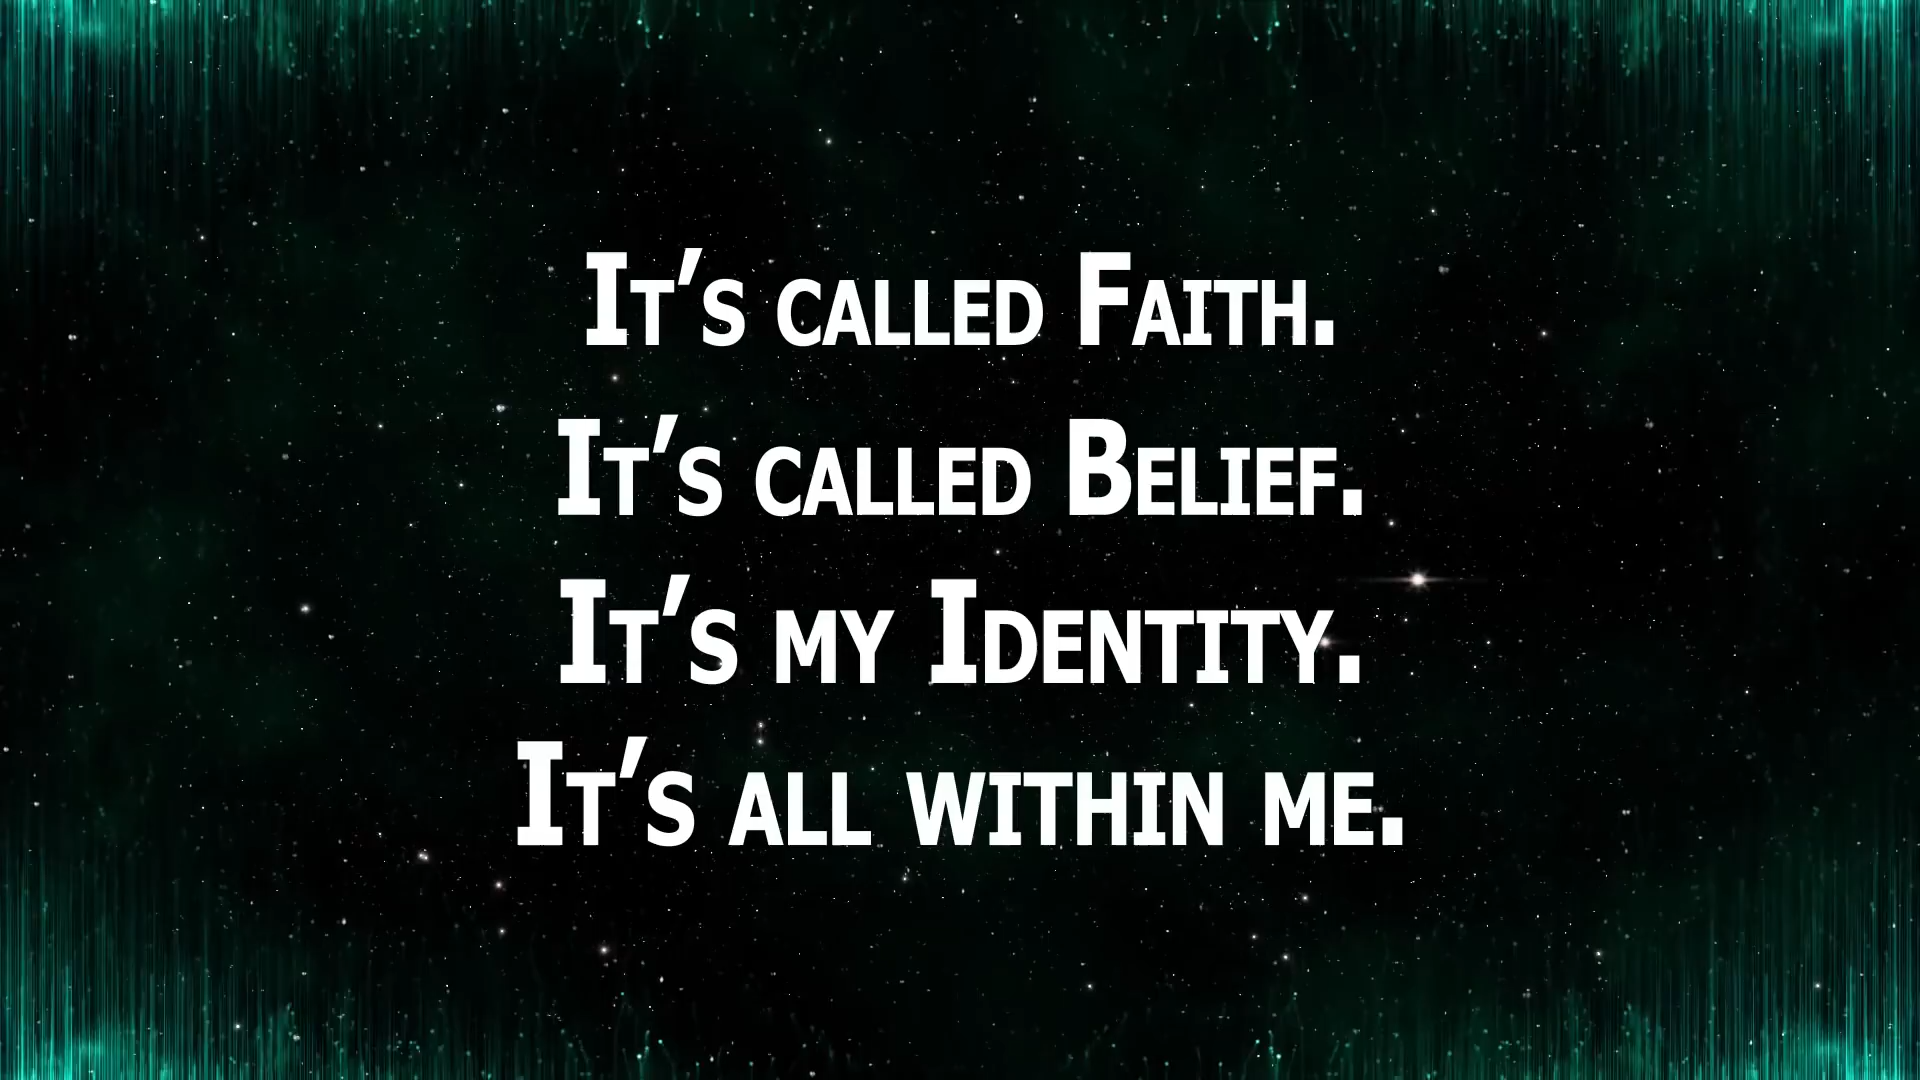 It’s called Faith.
It’s called Belief.
It’s my Identity.
It’s all within me.